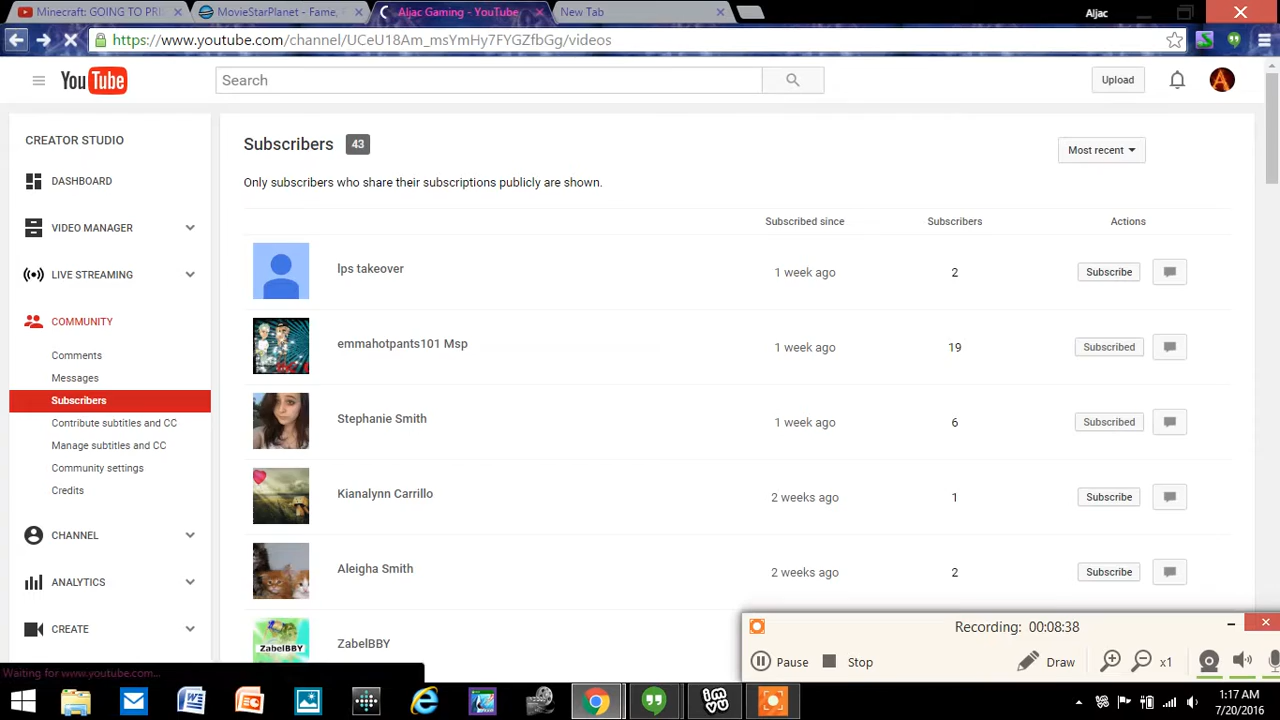 Minecraft: GOING TO PRI
MovieStarPlanet - Fame,
Aljac Gaming - YouTube
New Tab
Aljac
https://www.youtube.com/channel/UCeU18Am_msYmHy7FYGZfbGg/videos
YouTube
Search
Upload
A
CREATOR STUDIO
DASHBOARD
VIDEO MANAGER
LIVE STREAMING
COMMUNITY
Comments
Messages
Subscribers
Contribute subtitles and CC
Manage subtitles and CC
Community settings
Credits
CHANNEL
ANALYTICS
CREATE
Subscribers 43
Most recent
Only subscribers who share their subscriptions publicly are shown.
Subscribed since Subscribers Actions
lps takeover 1 week ago 2 Subscribe
emmahotpants101 Msp 1 week ago 19 Subscribed
Stephanie Smith 1 week ago 6 Subscribed
Kianalynn Carrillo 2 weeks ago 1 Subscribe
Aleigha Smith 2 weeks ago 2 Subscribe
ZabelBBY ZabelBBY
Recording: 00:08:38
Pause Stop Draw x1
Waiting for www.youtube.com...
1:17 AM
7/20/2016